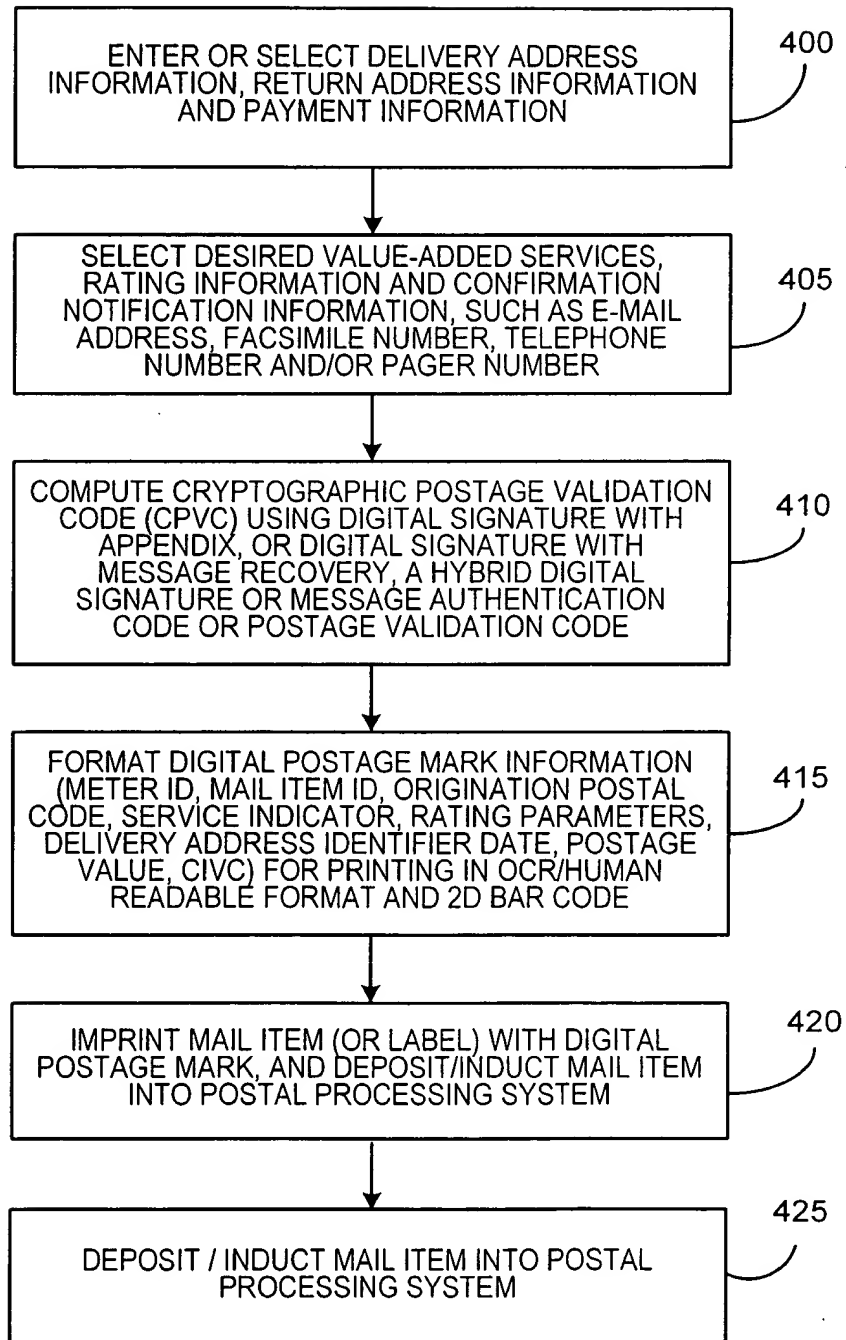 ENTER OR SELECT DELIVERY ADDRESS
INFORMATION, RETURN ADDRESS INFORMATION
AND PAYMENT INFORMATION
400
SELECT DESIRED VALUE-ADDED SERVICES,
RATING INFORMATION AND CONFIRMATION
NOTIFICATION INFORMATION, SUCH AS E-MAIL
ADDRESS, FACSIMILE NUMBER, TELEPHONE
NUMBER AND/OR PAGER NUMBER
405
COMPUTE CRYPTOGRAPHIC POSTAGE VALIDATION
CODE (CPVC) USING DIGITAL SIGNATURE WITH
APPENDIX, OR DIGITAL SIGNATURE WITH
MESSAGE RECOVERY, A HYBRID DIGITAL
SIGNATURE OR MESSAGE AUTHENTICATION
CODE OR POSTAGE VALIDATION CODE
410
FORMAT DIGITAL POSTAGE MARK INFORMATION
(METER ID, MAIL ITEM ID, ORIGINATION POSTAL
CODE, SERVICE INDICATOR, RATING PARAMETERS,
DELIVERY ADDRESS IDENTIFIER DATE, POSTAGE
VALUE, CIVC) FOR PRINTING IN OCR/HUMAN
READABLE FORMAT AND 2D BAR CODE
415
IMPRINT MAIL ITEM (OR LABEL) WITH DIGITAL
POSTAGE MARK, AND DEPOSIT/INDUCT MAIL ITEM
INTO POSTAL PROCESSING SYSTEM
420
DEPOSIT / INDUCT MAIL ITEM INTO POSTAL
PROCESSING SYSTEM
425